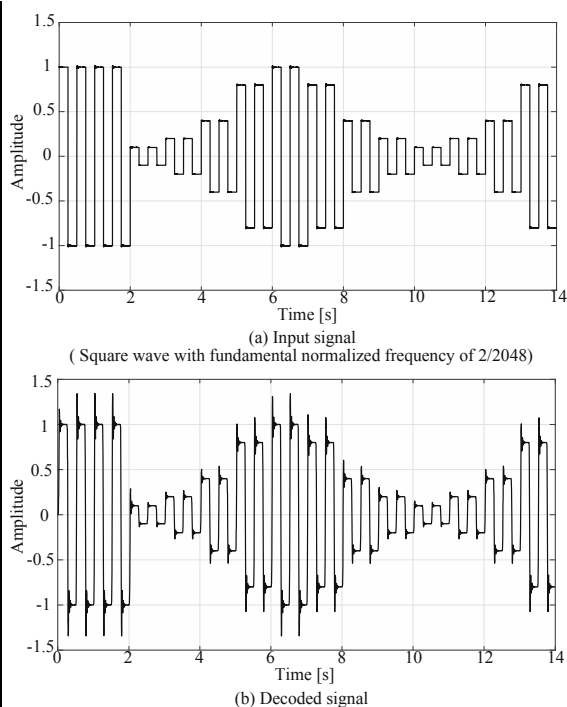 1.5
1
0.5
0
-0.5
-1
-1.5
Amplitude
0 2 4 6 8 10 12 14
Time [s]
(a) Input signal
( Square wave with fundamental normalized frequency of 2/2048)
1.5
1
0.5
0
-0.5
-1
-1.5
Amplitude
0 2 4 6 8 10 12 14
Time [s]
(b) Decoded signal